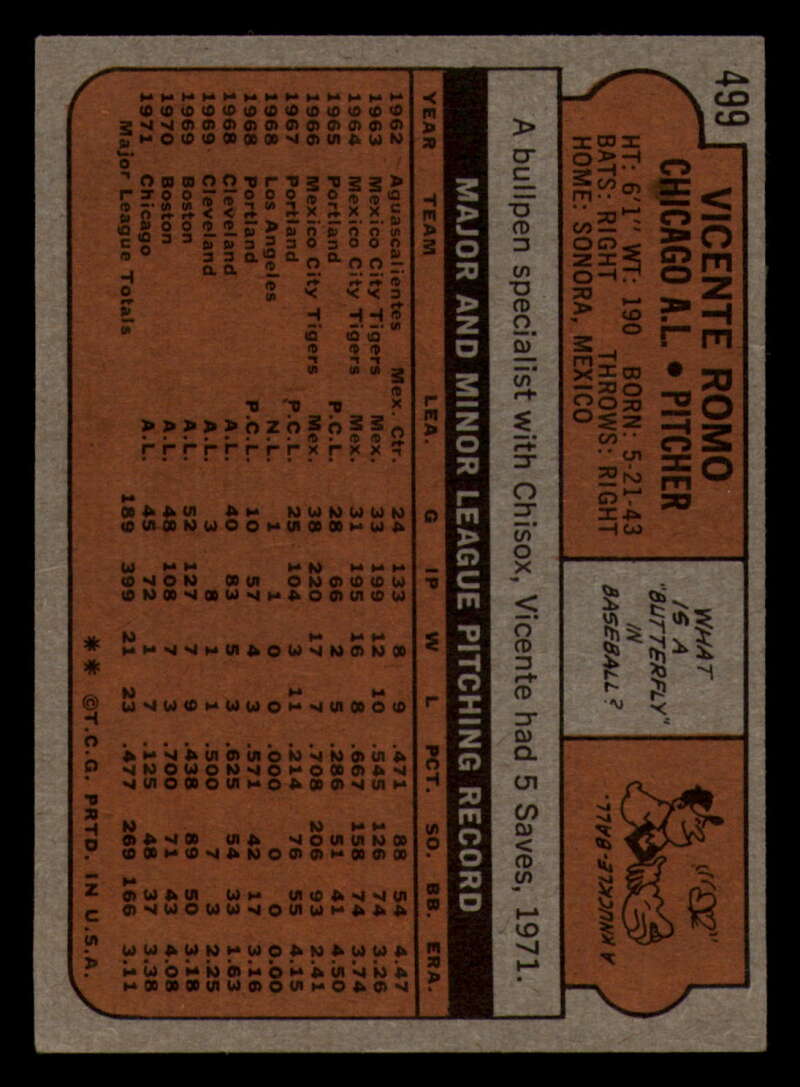 499
VICENTE ROMO
CHICAGO A.L. • PITCHER
HT: 6'1" WT: 190 BORN: 5-21-43
BATS: RIGHT THROWS: RIGHT
HOME: SONORA, MEXICO
WHAT
IS A
"BUTTERFLY"
IN
BASEBALL?
A KNUCKLE-BALL.
A bullpen specialist with Chisox, Vicente had 5 Saves, 1971.
MAJOR AND MINOR LEAGUE PITCHING RECORD
YEAR TEAM LEA. G IP W L PCT. SO. BB. ERA.
1962 Aguascalientes Mex. Ctr. 24 133 8 9 .471 88 54 4.47
1963 Mexico City Tigers Mex. 33 199 12 10 .545 126 74 3.26
1964 Mexico City Tigers Mex. 31 195 16 8 .667 158 74 3.74
1965 Portland P.C.L. 28 66 2 5 .286 51 41 4.50
1966 Mexico City Tigers Mex. 38 220 17 7 .708 206 93 2.41
1967 Portland P.C.L. 25 104 3 11 .214 76 55 4.15
1968 Los Angeles N.L. 1 1 0 0 .000 0 0 0.00
1968 Portland P.C.L. 10 57 4 3 .571 42 17 3.16
1968 Cleveland A.L. 40 83 5 3 .625 54 33 1.63
1969 Cleveland A.L. 3 8 1 1 .500 7 3 2.25
1969 Boston A.L. 52 127 7 9 .438 89 50 3.18
1970 Boston A.L. 48 108 7 3 .700 71 43 4.08
1971 Chicago A.L. 45 72 1 7 .125 48 37 3.38
Major League Totals 189 399 21 23 .477 269 166 3.11
** ©T.C.G. PRTD. IN U.S.A.